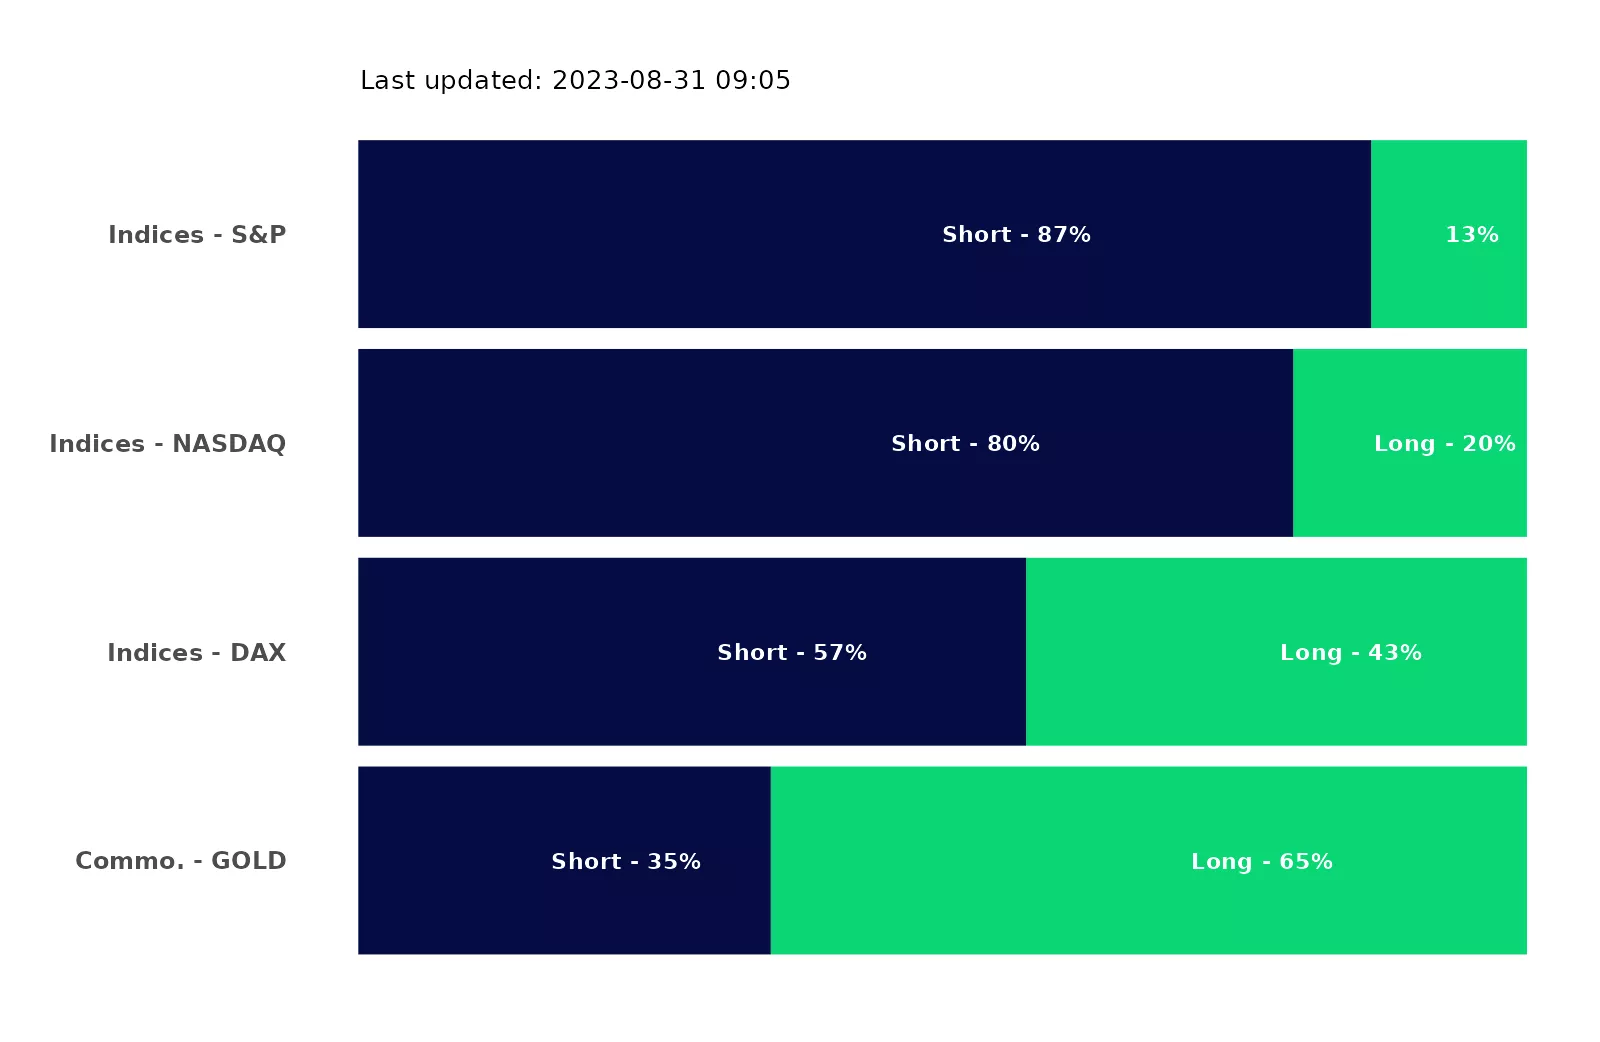 Last updated: 2023-08-31 09:05
Indices - S&P
Short - 87%
13%
Indices - NASDAQ
Short - 80%
Long - 20%
Indices - DAX
Short - 57%
Long - 43%
Commo. - GOLD
Short - 35%
Long - 65%